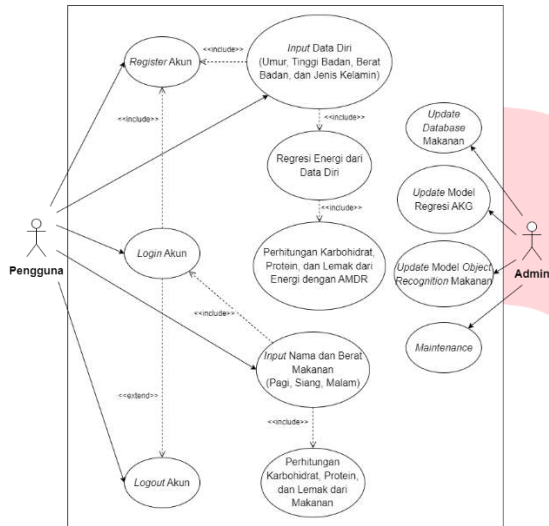 Register Akun
<<include>>
Input Data Diri
(Umur, Tinggi Badan, Berat
Badan, dan Jenis Kelamin)
<<include>>
<<include>>
Update
Database
Makanan
Regresi Energi dari
Data Diri
Update Model
Regresi AKG
<<include>>
Pengguna
Login Akun
Perhitungan Karbohidrat,
Protein, dan Lemak dari
Energi dengan AMDR
Update Model Object
Recognition Makanan
Admin
<<include>>
Input Nama dan Berat
Makanan
(Pagi, Siang, Malam)
Maintenance
<<extend>>
<<include>>
Logout Akun
Perhitungan
Karbohidrat, Protein,
dan Lemak dari
Makanan